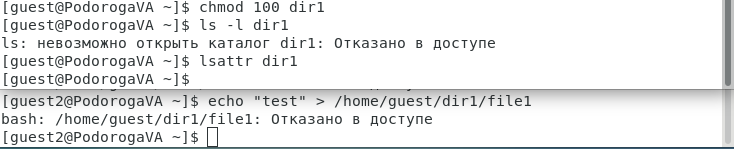 [guest@PodorogaVA ~]$ chmod 100 dir1
[guest@PodorogaVA ~]$ ls -l dir1
ls: невозможно открыть каталог dir1: Отказано в доступе
[guest@PodorogaVA ~]$ lsattr dir1
[guest@PodorogaVA ~]$
[guest2@PodorogaVA ~]$ echo "test" > /home/guest/dir1/file1
bash: /home/guest/dir1/file1: Отказано в доступе
[guest2@PodorogaVA ~]$